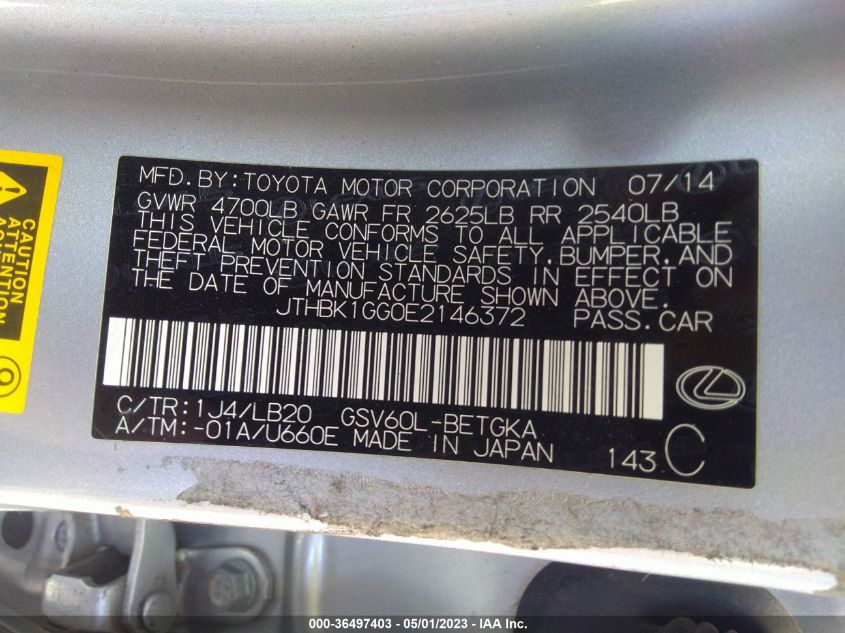 MFD.BY:TOYOTA MOTOR CORPORATION 07/14
GVWR 4700LB GAWR FR 2625LB RR 2540LB
THIS VEHICLE CONFORMS TO ALL APPLICABLE
FEDERAL MOTOR VEHICLE SAFETY,BUMPER,AND
THEFT PREVENTION STANDARDS IN EFFECT ON
THE DATE OF MANUFACTURE SHOWN ABOVE.
JTHBK1GG0E2146372 PASS.CAR
C/TR:1J4/LB20 GSV60L-BETGKA
A/TM:-01A/U660E MADE IN JAPAN 143 C
CAUTION
ATTENTION
000-36497403 - 05/01/2023 - IAA Inc.